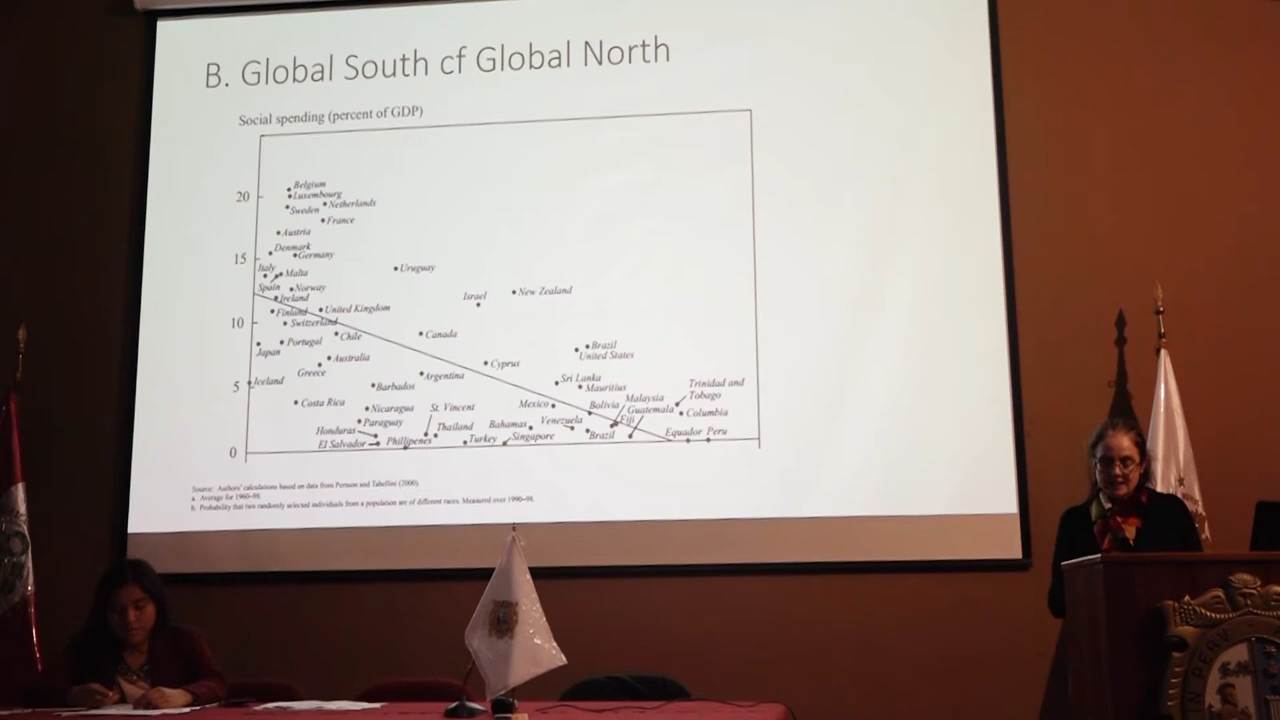 B. Global South cf Global North
Social spending (percent of GDP)
20
15
10
5
0
Belgium
Luxembourg
Sweden
Netherlands
France
Austria
Denmark
Germany
Italy
Malta
Uruguay
Spain
Norway
Ireland
Israel
New Zealand
Finland
United Kingdom
Switzerland
Chile
Canada
Portugal
Japan
Australia
Brazil
United States
Greece
Cyprus
Iceland
Barbados
Argentina
Sri Lanka
Mauritius
Trinidad and
Tobago
Costa Rica
Nicaragua
St. Vincent
Mexico
Bolivia
Malaysia
Guatemala
Columbia
Paraguay
Thailand
Bahamas
Venezuela
Fiji
Honduras
El Salvador
Phillipenes
Turkey
Singapore
Brazil
Equador
Peru
Source: Authors' calculations based on data from Persson and Tabellini (2000).
a. Average for 1960–98.
b. Probability that two randomly selected individuals from a population are of different races. Measured over 1990–98.